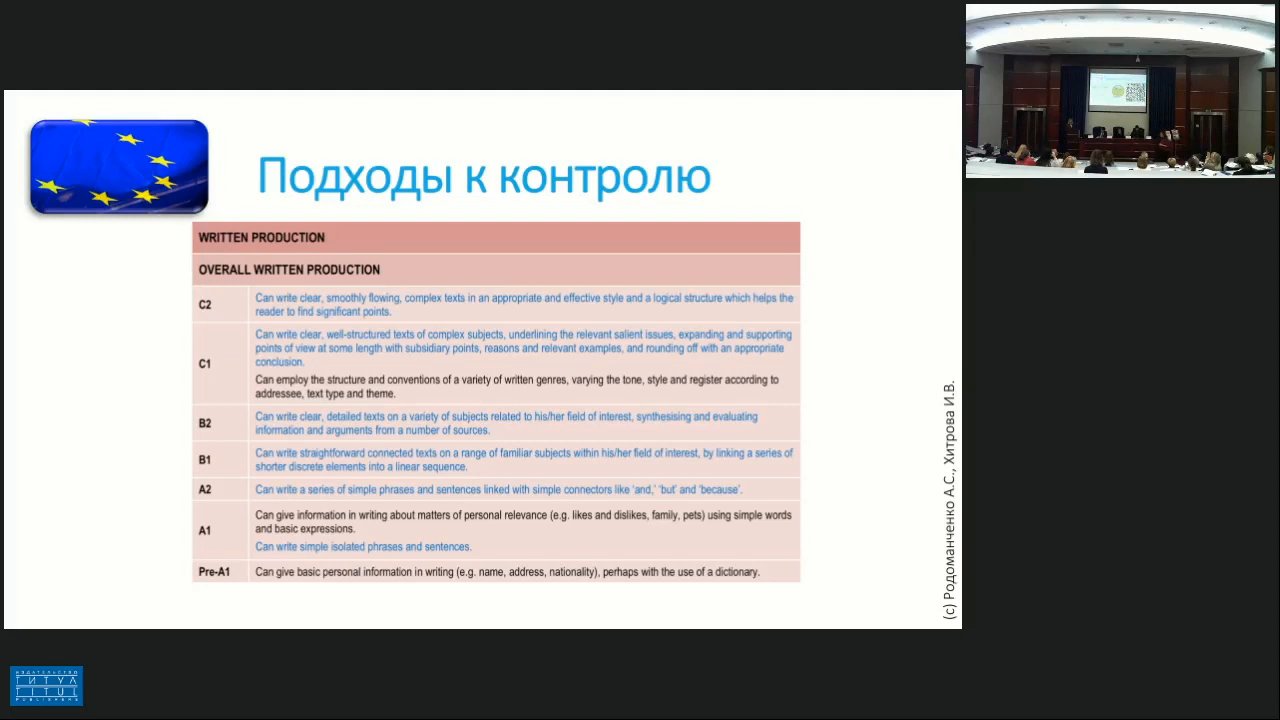 Подходы к контролю
WRITTEN PRODUCTION
OVERALL WRITTEN PRODUCTION
C2
Can write clear, smoothly flowing, complex texts in an appropriate and effective style and a logical structure which helps the
reader to find significant points.
C1
Can write clear, well-structured texts of complex subjects, underlining the relevant salient issues, expanding and supporting
points of view at some length with subsidiary points, reasons and relevant examples, and rounding off with an appropriate
conclusion.
Can employ the structure and conventions of a variety of written genres, varying the tone, style and register according to
addressee, text type and theme.
B2
Can write clear, detailed texts on a variety of subjects related to his/her field of interest, synthesising and evaluating
information and arguments from a number of sources.
B1
Can write straightforward connected texts on a range of familiar subjects within his/her field of interest, by linking a series of
shorter discrete elements into a linear sequence.
A2
Can write a series of simple phrases and sentences linked with simple connectors like ‘and,’ ‘but’ and ‘because’.
A1
Can give information in writing about matters of personal relevance (e.g. likes and dislikes, family, pets) using simple words
and basic expressions.
Can write simple isolated phrases and sentences.
Pre-A1
Can give basic personal information in writing (e.g. name, address, nationality), perhaps with the use of a dictionary.
(с) Родоманченко А.С., Хитрова И.В.
ИЗДАТЕЛЬСТВО
ТИТУЛ
TITUL
PUBLISHERS